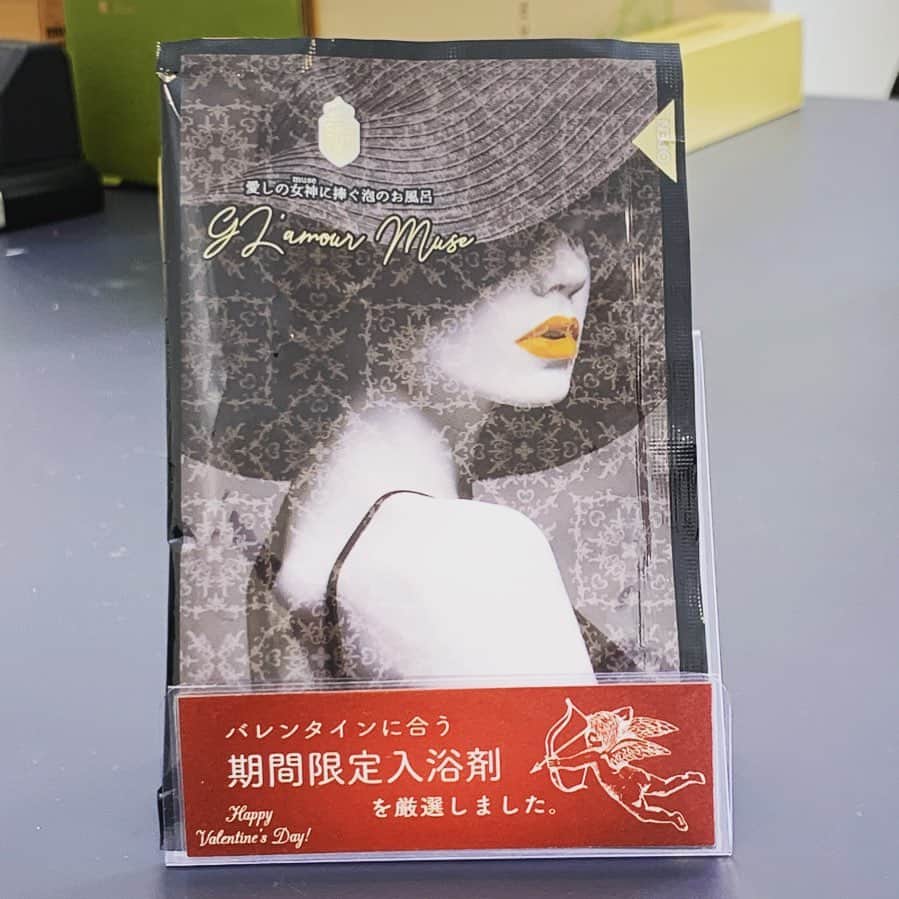 OPEN
muse
愛しの女神に捧ぐ泡のお風呂
GL'amour Muse
バレンタインに合う
期間限定入浴剤
を厳選しました。
Happy
Valentine's Day!